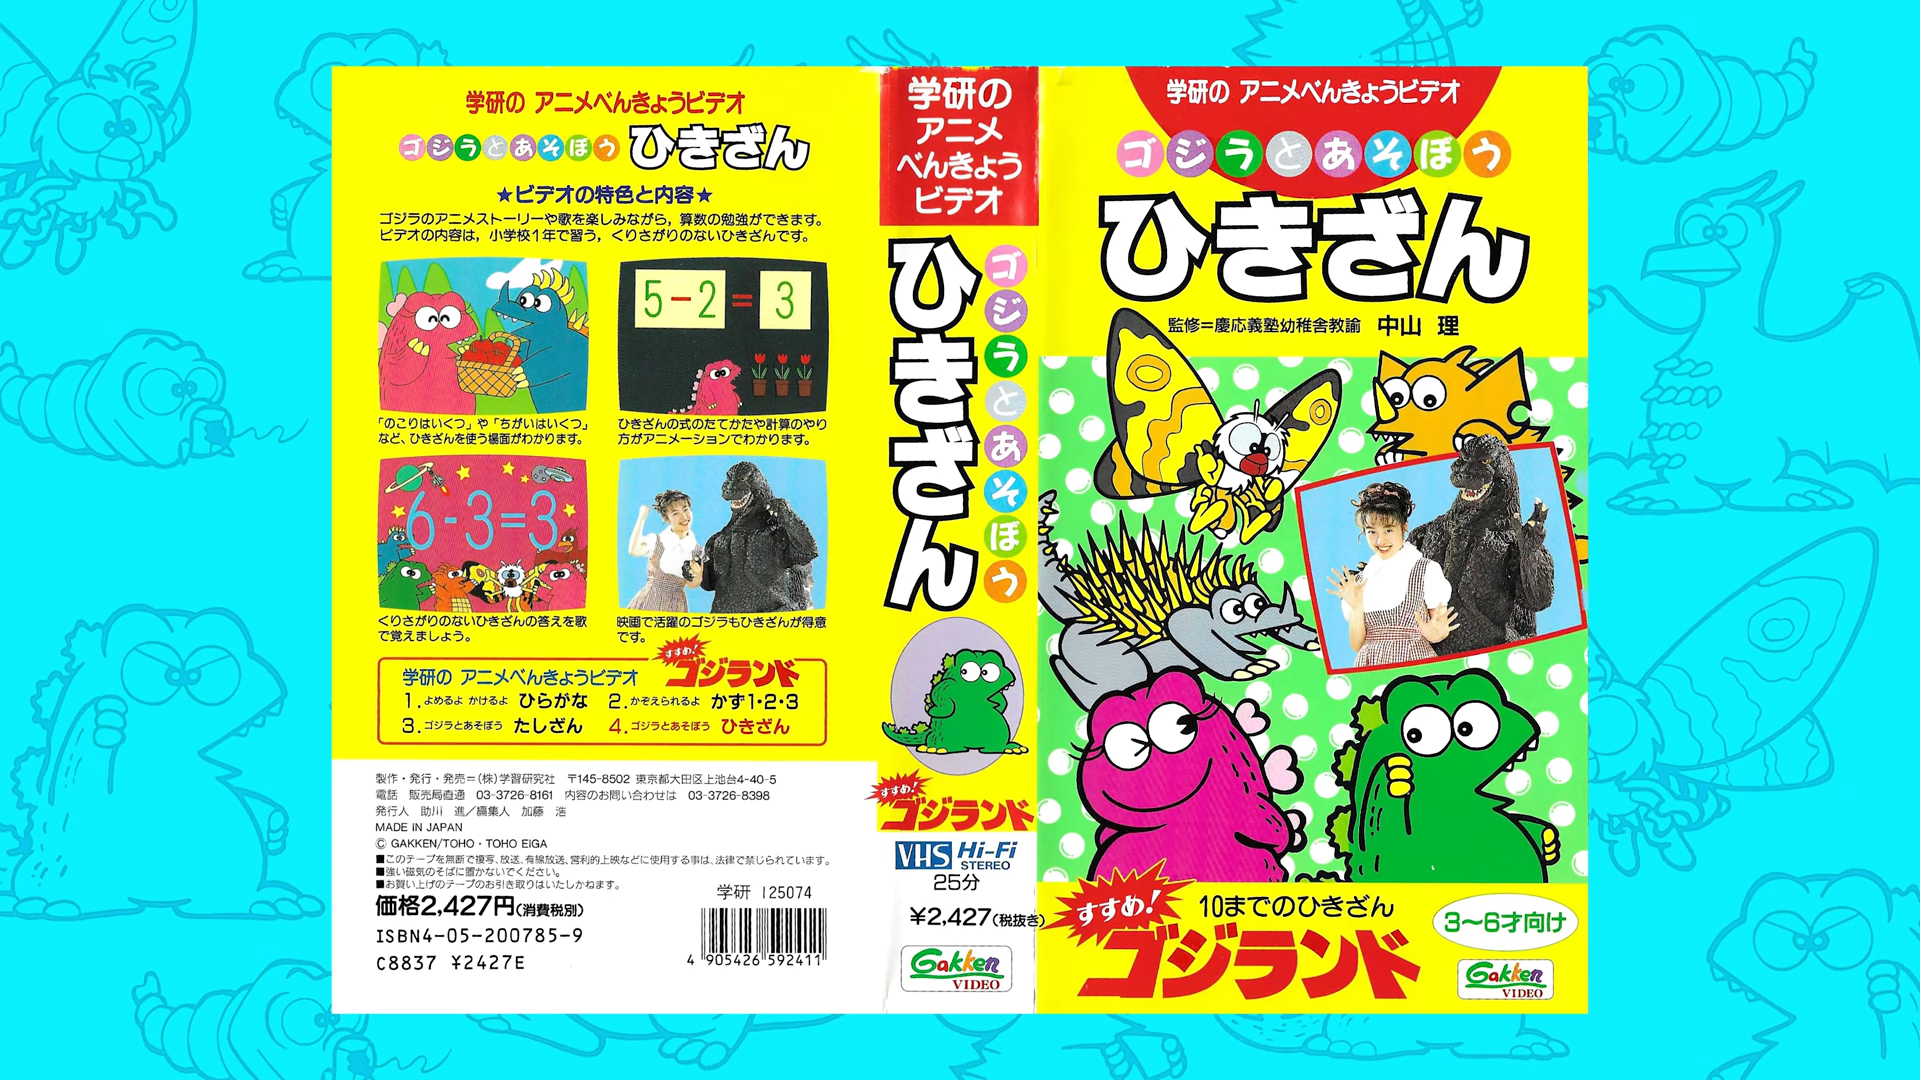 学研の アニメべんきょうビデオ
ゴジラとあそぼう ひきざん
★ビデオの特色と内容★
ゴジラのアニメストーリーや歌を楽しみながら，算数の勉強ができます。
ビデオの内容は，小学校1年で習う，くりさがりのないひきざんです。
5-2=3
「のこりはいくつ」や「ちがいはいくつ」
など、ひきざんを使う場面がわかります。
ひきざんの式のたてかたや計算のやり
方がアニメーションでわかります。
6-3=3
くりさがりのないひきざんの答えを歌
で覚えましょう。
映画で活躍のゴジラもひきざんが得意
です。
すすめ!
ゴジランド
学研の アニメべんきょうビデオ
1.よめるよ かけるよ ひらがな 2.かぞえられるよ かず1・2・3
3.ゴジラとあそぼう たしざん 4.ゴジラとあそぼう ひきざん
製作・発行・発売=(株)学習研究社 〒145-8502 東京都大田区上池台4-40-5
電話 販売局直通 03-3726-8161 内容のお問い合わせは 03-3726-8398
発行人 助川 進／編集人 加藤 浩
MADE IN JAPAN
© GAKKEN/TOHO・TOHO EIGA
■このテープを無断で複写、放送、有線放送、営利的上映などに使用する事は、法律で禁じられています。
■強い磁気のそばに置かないでください。
■お買い上げのテープのお引き取りはいたしかねます。
価格2,427円(消費税別)
ISBN4-05-200785-9
C8837 ¥2427E
学研 125074
4 905426 592411
学研の
アニメ
べんきょう
ビデオ
ゴジラとあそぼう
ひきざん
すすめ!
ゴジランド
VHS Hi-Fi
STEREO
25分
¥2,427(税抜き)
Gakken
VIDEO
学研の アニメべんきょうビデオ
ゴジラとあそぼう
ひきざん
監修=慶応義塾幼稚舎教諭 中山 理
すすめ!
10までのひきざん
ゴジランド
3〜6才向け
Gakken
VIDEO